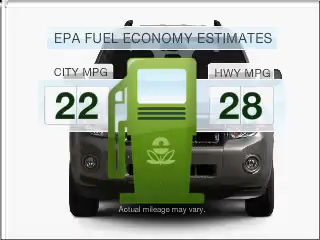 EPA FUEL ECONOMY ESTIMATES
CITY MPG
HWY MPG
22
28
Actual mileage may vary.